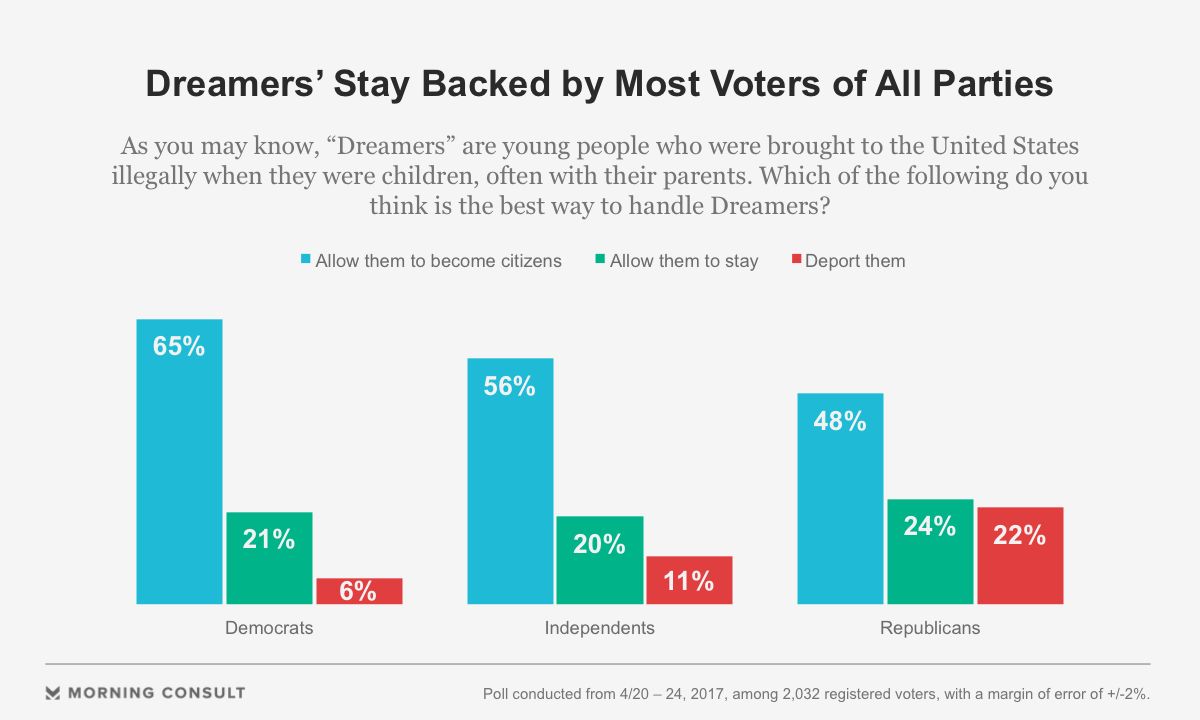 Dreamers’ Stay Backed by Most Voters of All Parties
As you may know, “Dreamers” are young people who were brought to the United States
illegally when they were children, often with their parents. Which of the following do you
think is the best way to handle Dreamers?
Allow them to become citizens Allow them to stay Deport them
65% 21% 6% 56% 20% 11% 48% 24% 22%
Democrats Independents Republicans
MORNING CONSULT
Poll conducted from 4/20 – 24, 2017, among 2,032 registered voters, with a margin of error of +/-2%.